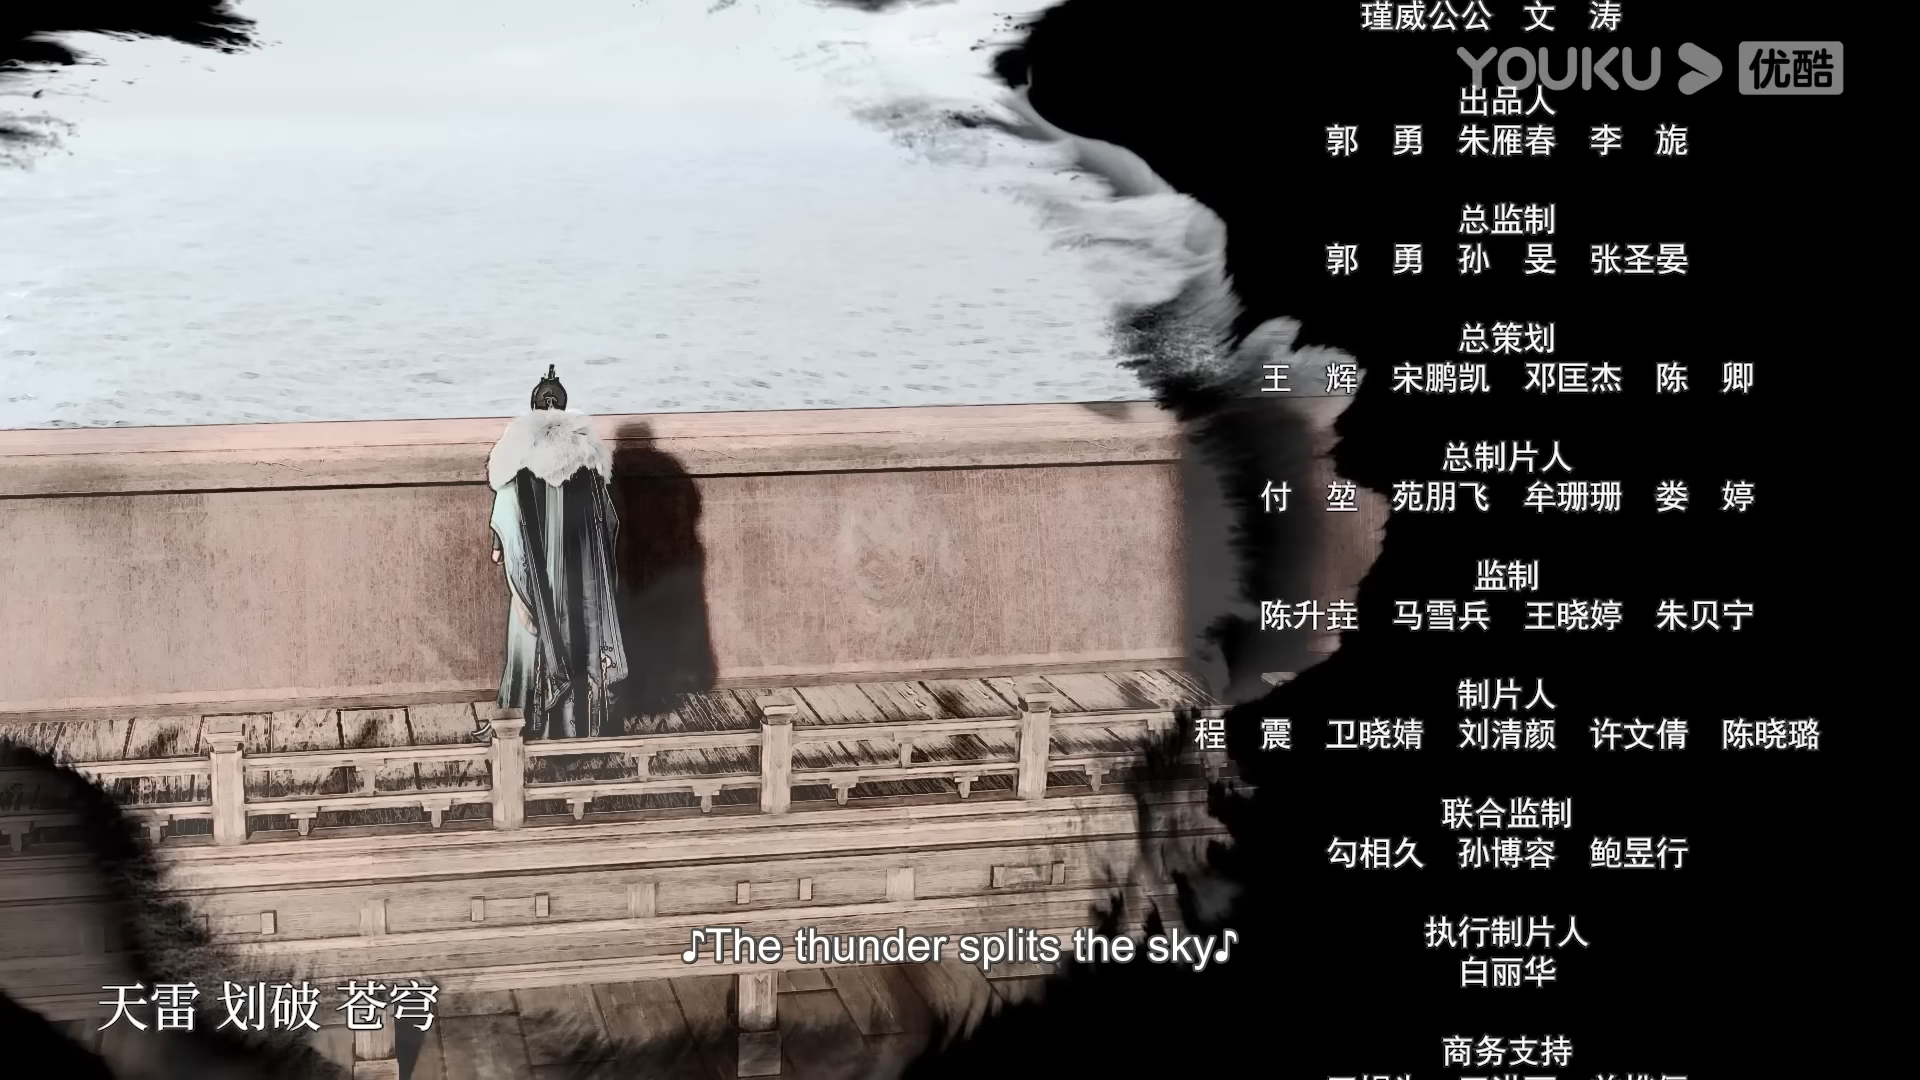 瑾威公公 文 涛
YOUKU 优酷
出品人
郭 勇 朱雁春 李 旎
总监制
郭 勇 孙 旻 张圣晏
总策划
王 辉 宋鹏凯 邓匡杰 陈 卿
总制片人
付 堃 苑朋飞 牟珊珊 娄 婷
监制
陈升垚 马雪兵 王晓婷 朱贝宁
制片人
程 震 卫晓婧 刘清颜 许文倩 陈晓璐
联合监制
勾相久 孙博容 鲍昱行
执行制片人
白丽华
♪The thunder splits the sky♪
天雷 划破 苍穹
商务支持